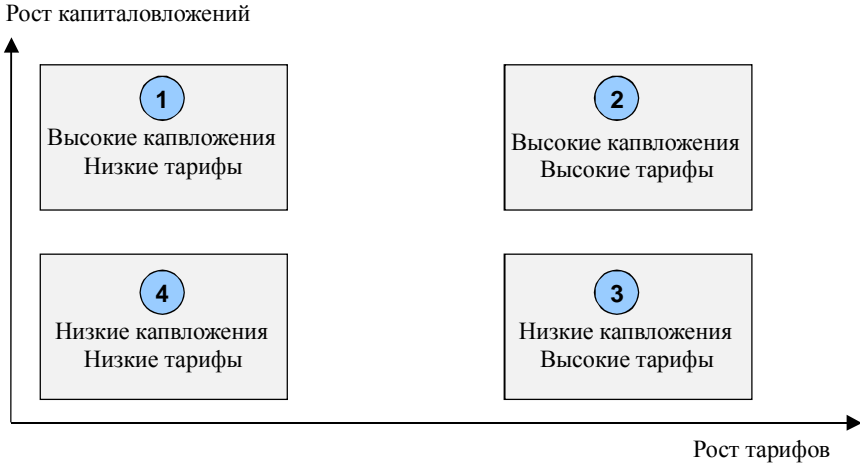 Рост капиталовложений
1
Высокие капвложения
Низкие тарифы
2
Высокие капвложения
Высокие тарифы
4
Низкие капвложения
Низкие тарифы
3
Низкие капвложения
Высокие тарифы
Рост тарифов